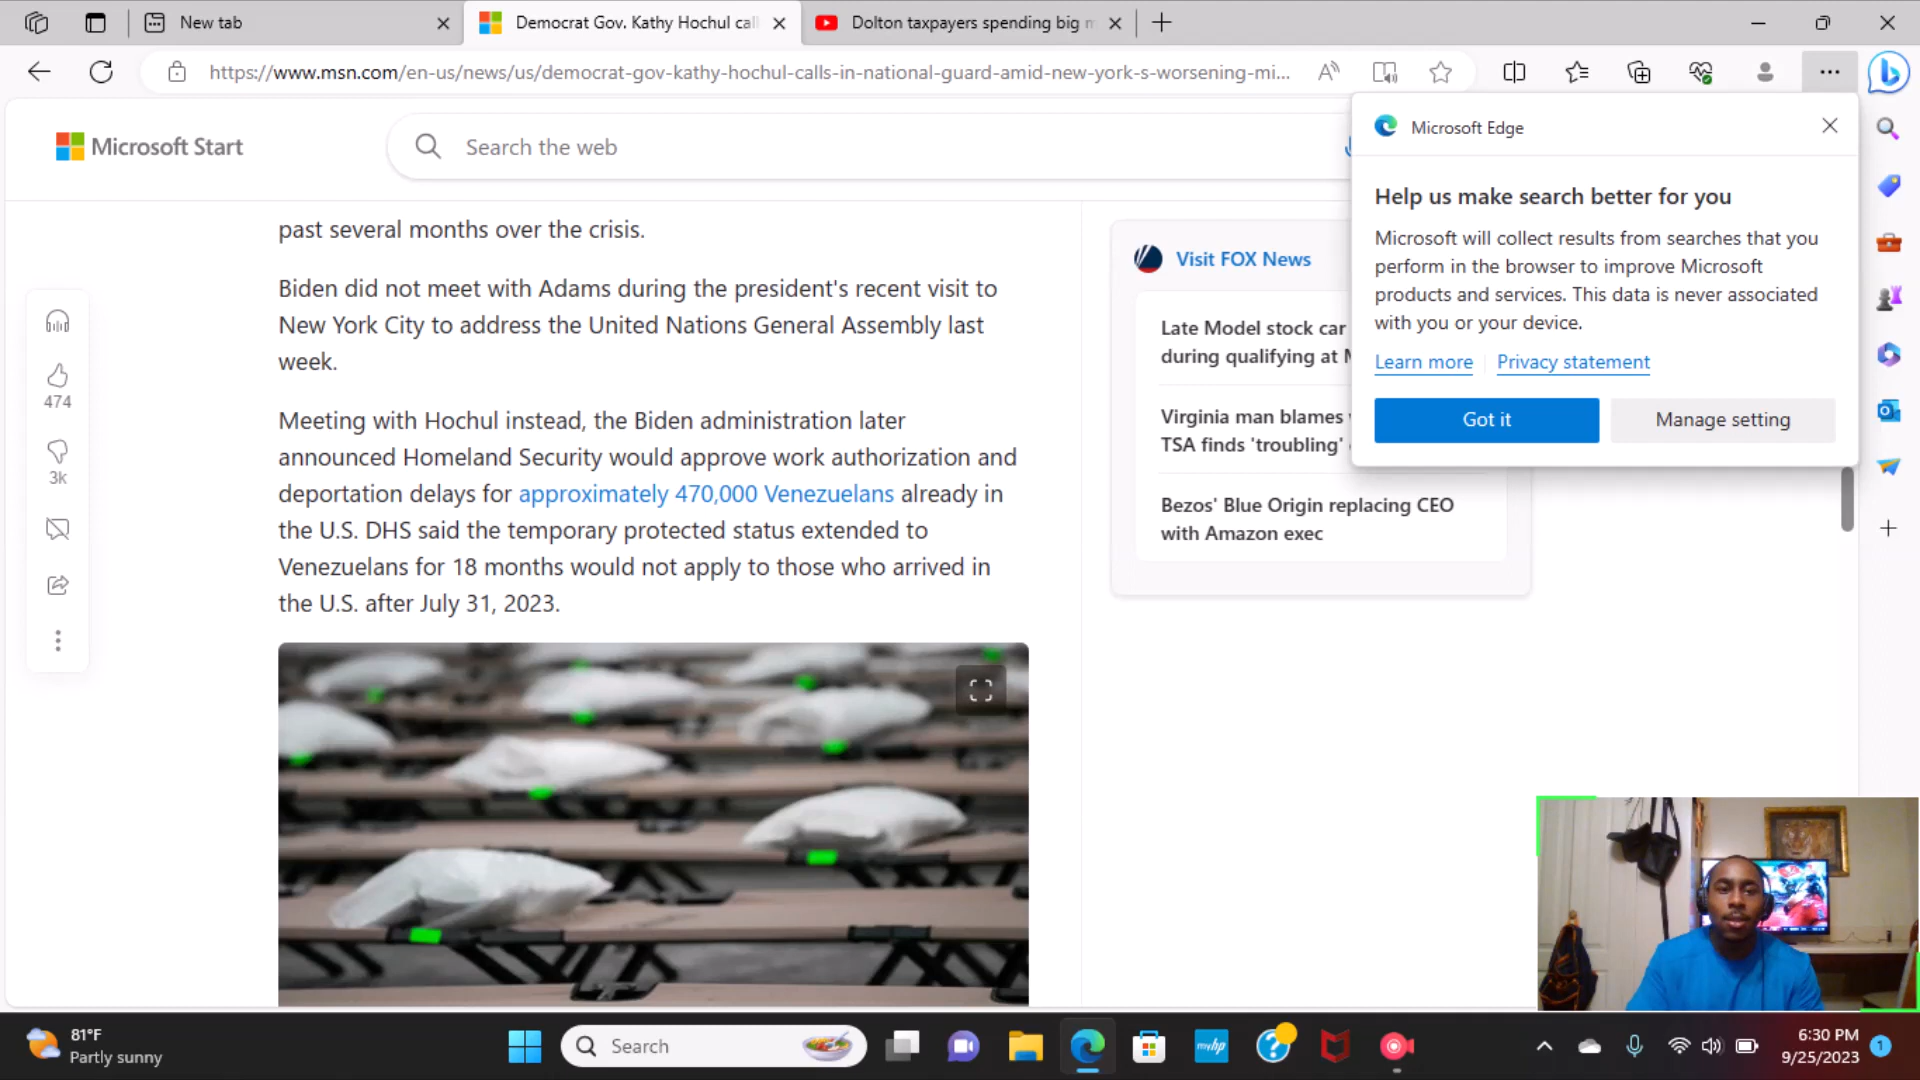 New tab
Democrat Gov. Kathy Hochul cal
Dolton taxpayers spending big m
https://www.msn.com/en-us/news/us/democrat-gov-kathy-hochul-calls-in-national-guard-amid-new-york-s-worsening-mi...
Microsoft Start
Search the web
Microsoft Edge
Help us make search better for you
Microsoft will collect results from searches that you
perform in the browser to improve Microsoft
products and services. This data is never associated
with you or your device.
Learn more
Privacy statement
Got it
Manage setting
past several months over the crisis.
Biden did not meet with Adams during the president's recent visit to
New York City to address the United Nations General Assembly last
week.
Meeting with Hochul instead, the Biden administration later
announced Homeland Security would approve work authorization and
deportation delays for approximately 470,000 Venezuelans already in
the U.S. DHS said the temporary protected status extended to
Venezuelans for 18 months would not apply to those who arrived in
the U.S. after July 31, 2023.
474
3k
Visit FOX News
Late Model stock car
during qualifying at
Virginia man blames
TSA finds 'troubling'
Bezos' Blue Origin replacing CEO
with Amazon exec
81°F
Partly sunny
Search
myhp
6:30 PM
9/25/2023
1